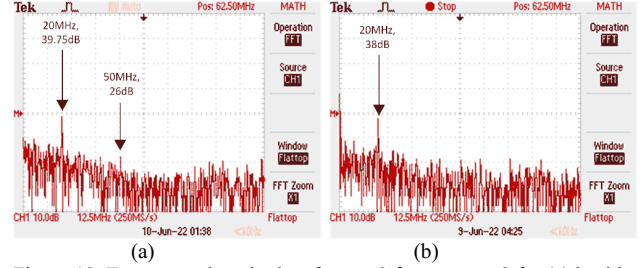 Tek
Auto
Pos: 62.50MHz
MATH
20MHz,
39.75dB
50MHz,
26dB
M
Operation
FFT
Source
CH1
Window
Flattop
FFT Zoom
X1
CH1 10.0dB
12.5MHz (250MS/s)
Flattop
10-Jun-22 01:38
<10Hz
(a)
Tek
Stop
Pos: 62.50MHz
MATH
20MHz,
38dB
M
Operation
FFT
Source
CH1
Window
Flattop
FFT Zoom
X1
CH1 10.0dB
12.5MHz (250MS/s)
Flattop
9-Jun-22 04:25
<10Hz
(b)